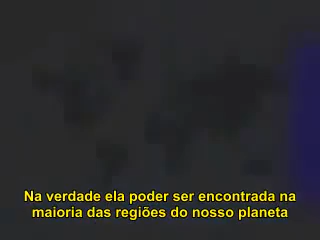 Na verdade ela poder ser encontrada na
maioria das regiões do nosso planeta